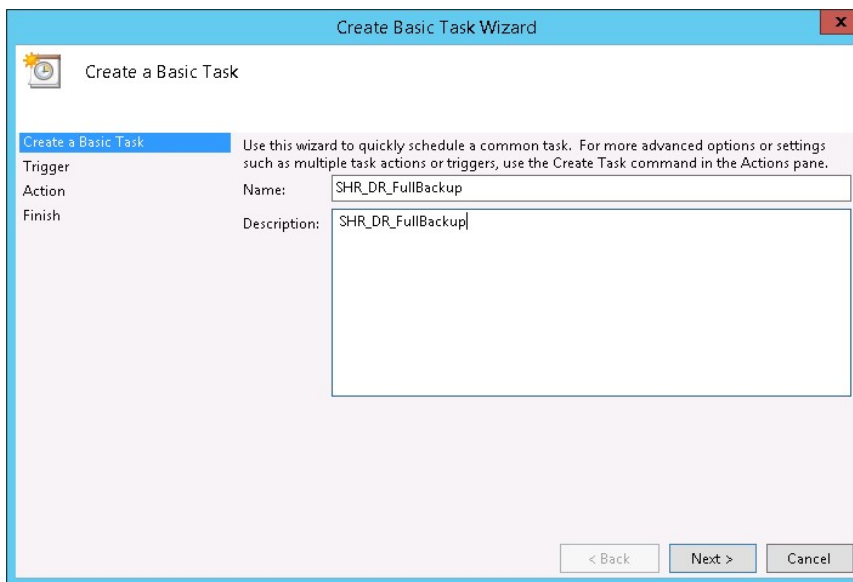 Create Basic Task Wizard
x
Create a Basic Task
Create a Basic Task
Trigger
Action
Finish
Use this wizard to quickly schedule a common task. For more advanced options or settings
such as multiple task actions or triggers, use the Create Task command in the Actions pane.
Name: SHR_DR_FullBackup
Description: SHR_DR_FullBackup
< Back Next > Cancel